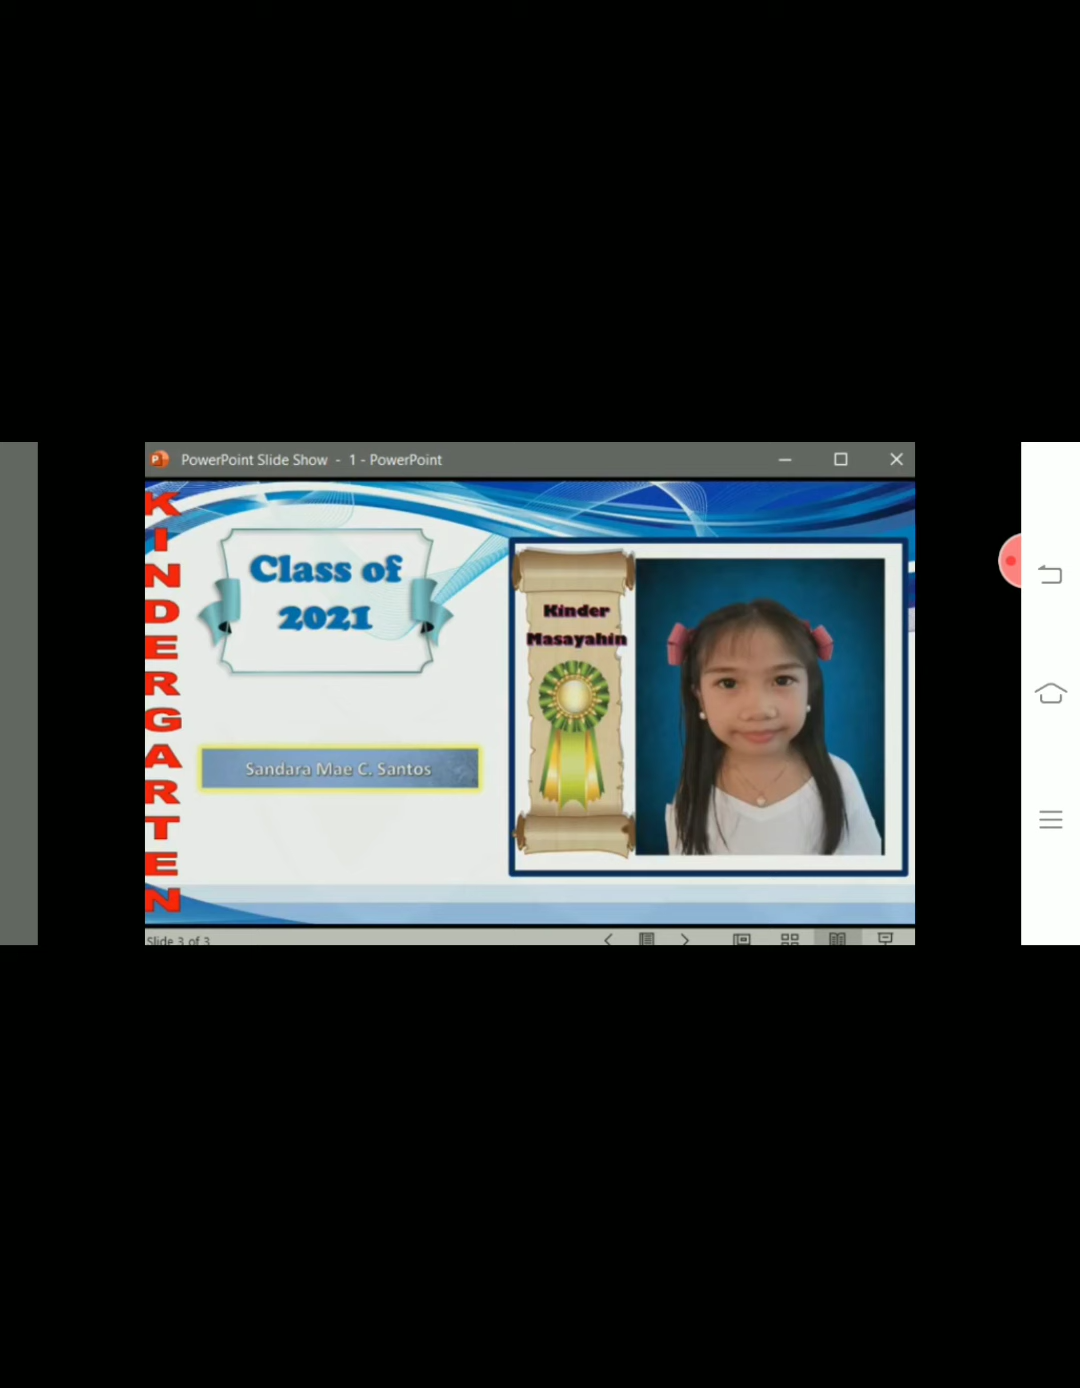 PowerPoint Slide Show - 1 - PowerPoint
KINDERGARTEN
Class of
2021
Kinder
Masayahin
Sandara Mae C. Santos
Slide 3 of 3